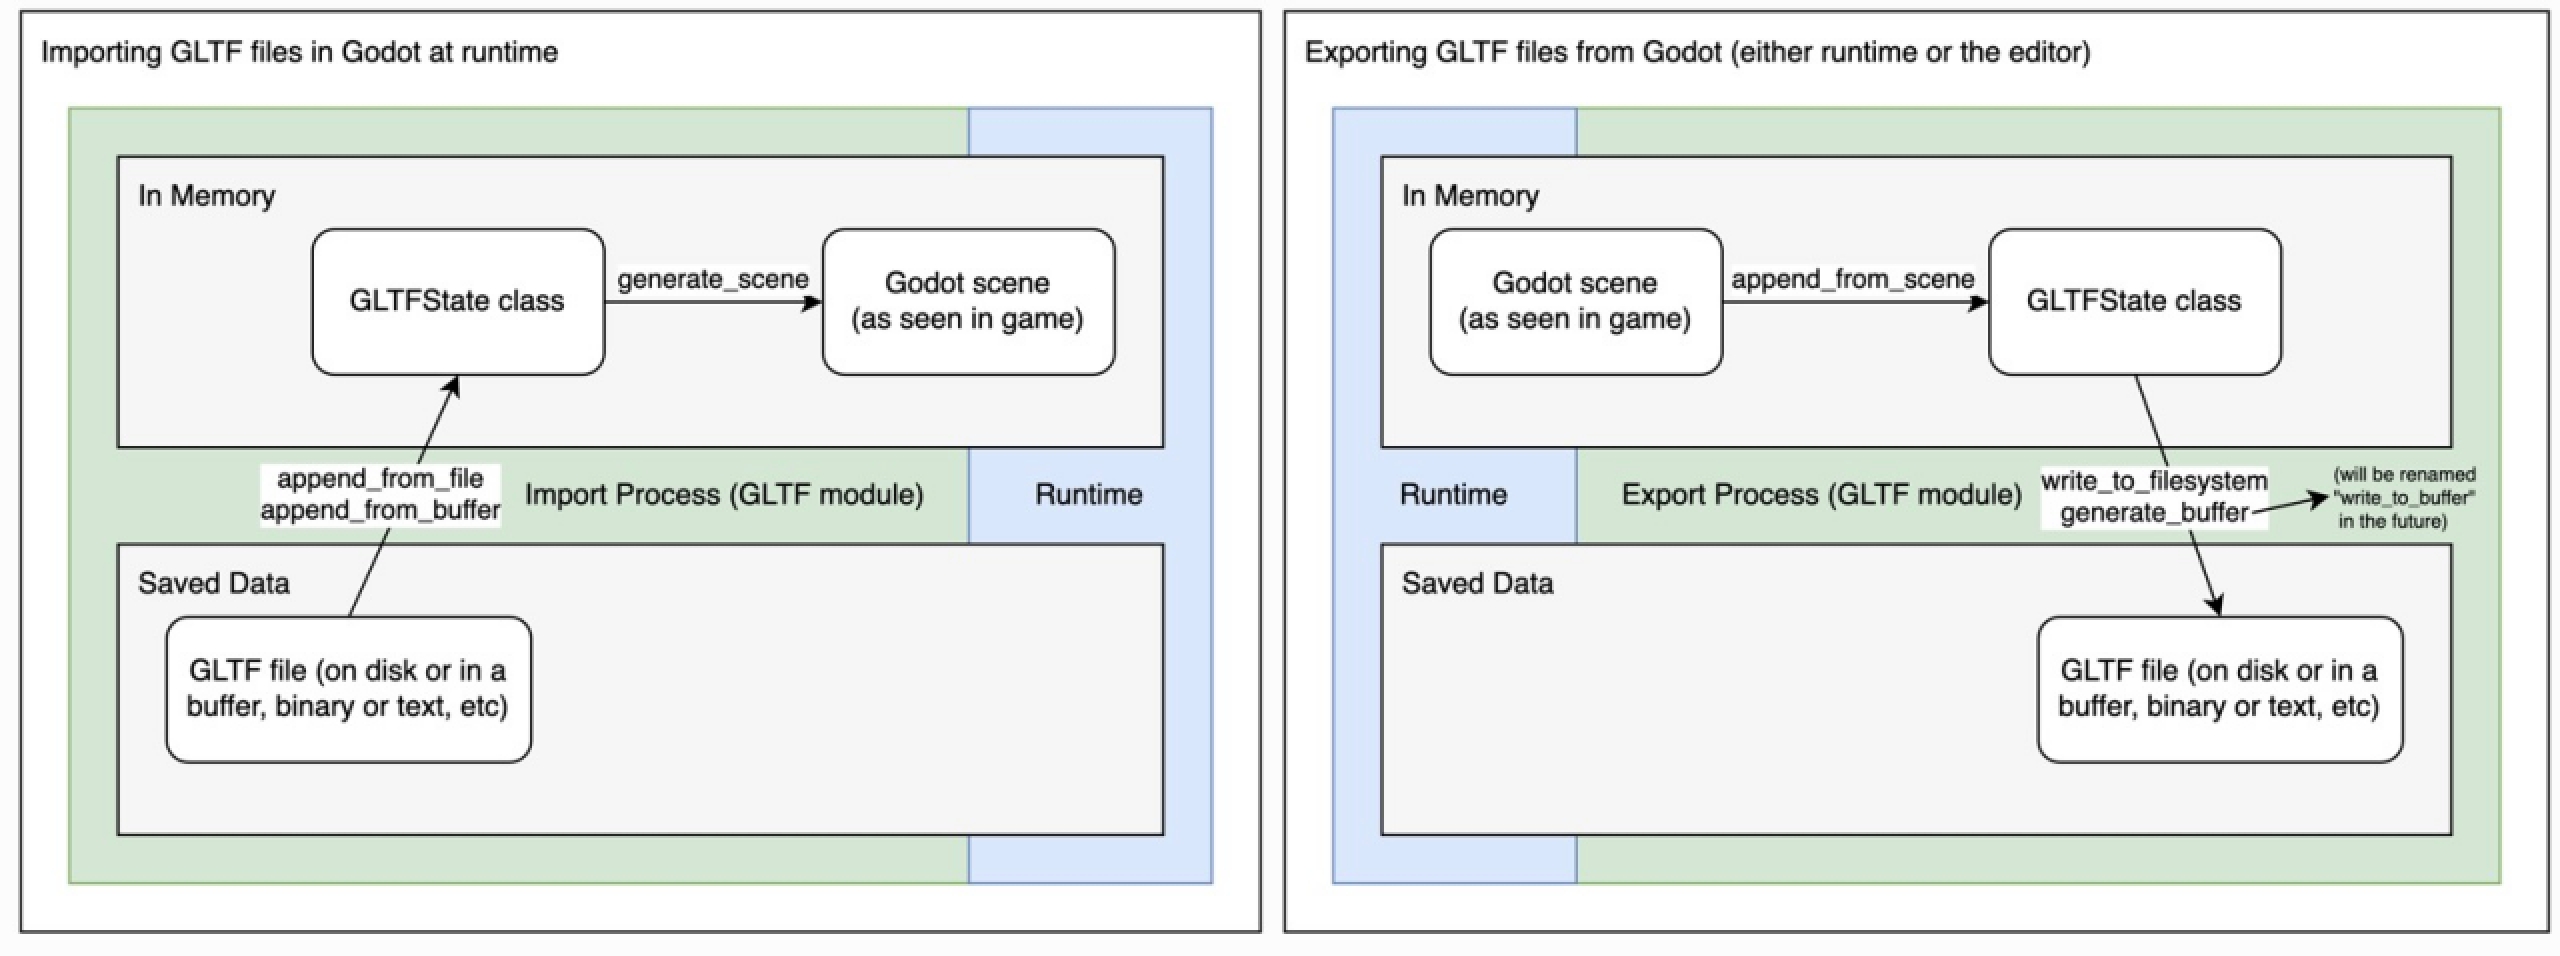 Importing GLTF files in Godot at runtime
In Memory
GLTFState class
generate_scene
Godot scene
(as seen in game)
append_from_file
append_from_buffer
Import Process (GLTF module)
Runtime
Saved Data
GLTF file (on disk or in a
buffer, binary or text, etc)
Exporting GLTF files from Godot (either runtime or the editor)
In Memory
Godot scene
(as seen in game)
append_from_scene
GLTFState class
Runtime
Export Process (GLTF module)
write_to_filesystem
generate_buffer
(will be renamed
"write_to_buffer"
in the future)
Saved Data
GLTF file (on disk or in a
buffer, binary or text, etc)